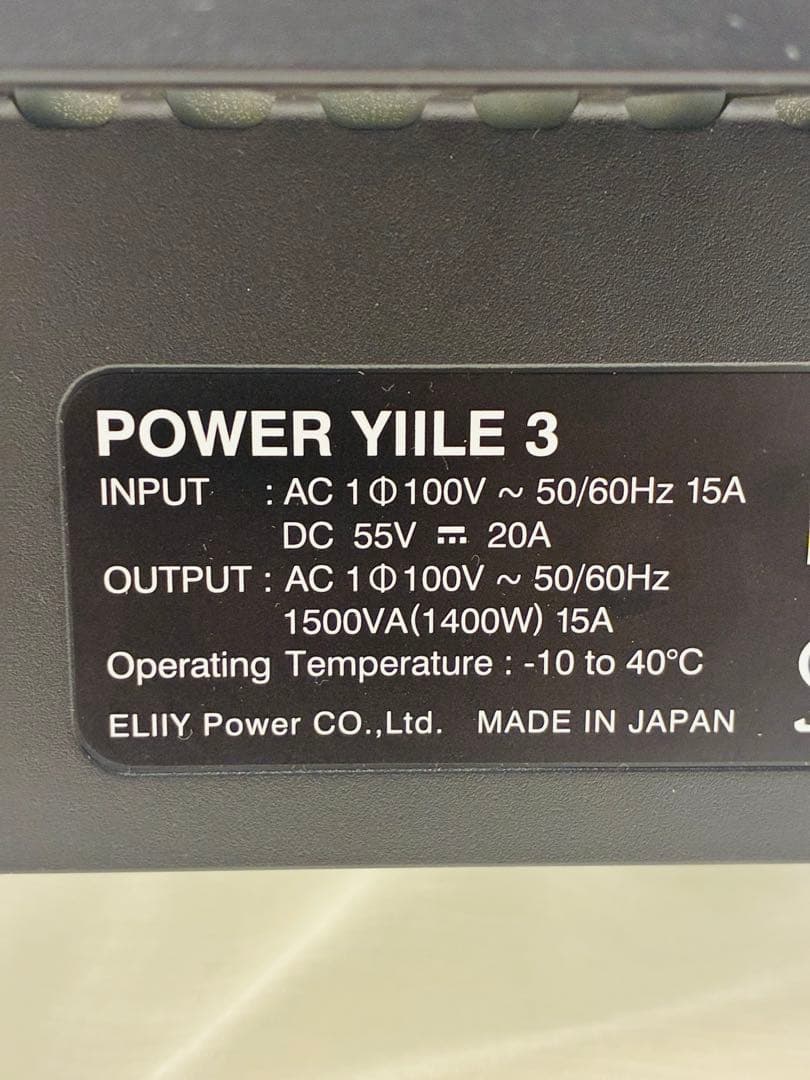 POWER YIILE 3
INPUT : AC 1Φ100V ~ 50/60Hz 15A
DC 55V ⎓ 20A
OUTPUT : AC 1Φ100V ~ 50/60Hz
1500VA(1400W) 15A
Operating Temperature : -10 to 40°C
ELIIY Power CO.,Ltd. MADE IN JAPAN